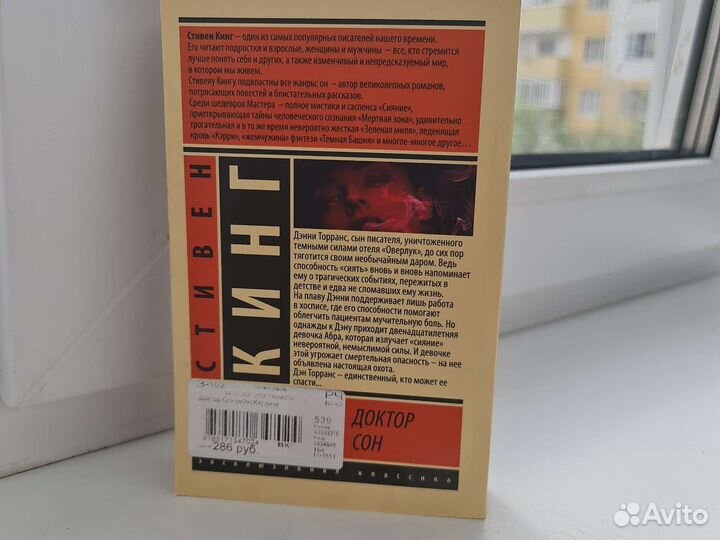 Стивен Кинг – один из самых популярных писателей нашего времени.
Его читают подростки и взрослые, женщины и мужчины – все, кто стремится
лучше понять себя и других, а также изменчивый и непредсказуемый мир,
в котором мы живем.
Стивену Кингу подвластны все жанры: он – автор великолепных романов,
потрясающих повестей и блистательных рассказов.
Среди шедевров Мастера – полное мистики и саспенса «Сияние»,
приоткрывающая тайны человеческого сознания «Мертвая зона», удивительно
трогательная и в то же время невероятно жесткая «Зеленая миля», леденящая
кровь «Кэрри», «жемчужина» фэнтези «Темная Башня» и многое-многое другое...
СТИВЕН
КИНГ
Дэнни Торранс, сын писателя, уничтоженного
темными силами отеля «Оверлук», до сих пор
тяготится своим необычайным даром. Ведь
способность «сиять» вновь и вновь напоминает
ему о трагических событиях, пережитых в
детстве и едва не сломавших ему жизнь.
На плаву Дэнни поддерживает лишь работа
в хосписе, где его способности помогают
облегчить пациентам мучительную боль. Но
однажды к Дэну приходит двенадцатилетняя
девочка Абра, которая излучает «сияние»
невероятной, немыслимой силы. И девочке
этой угрожает смертельная опасность – на нее
объявлена настоящая охота.
Дэн Торранс – единственный, кто может ее
спасти...
ДОКТОР
СОН
539
9785171347024
ВК
286 руб.
эксклюзивная классика
Avito